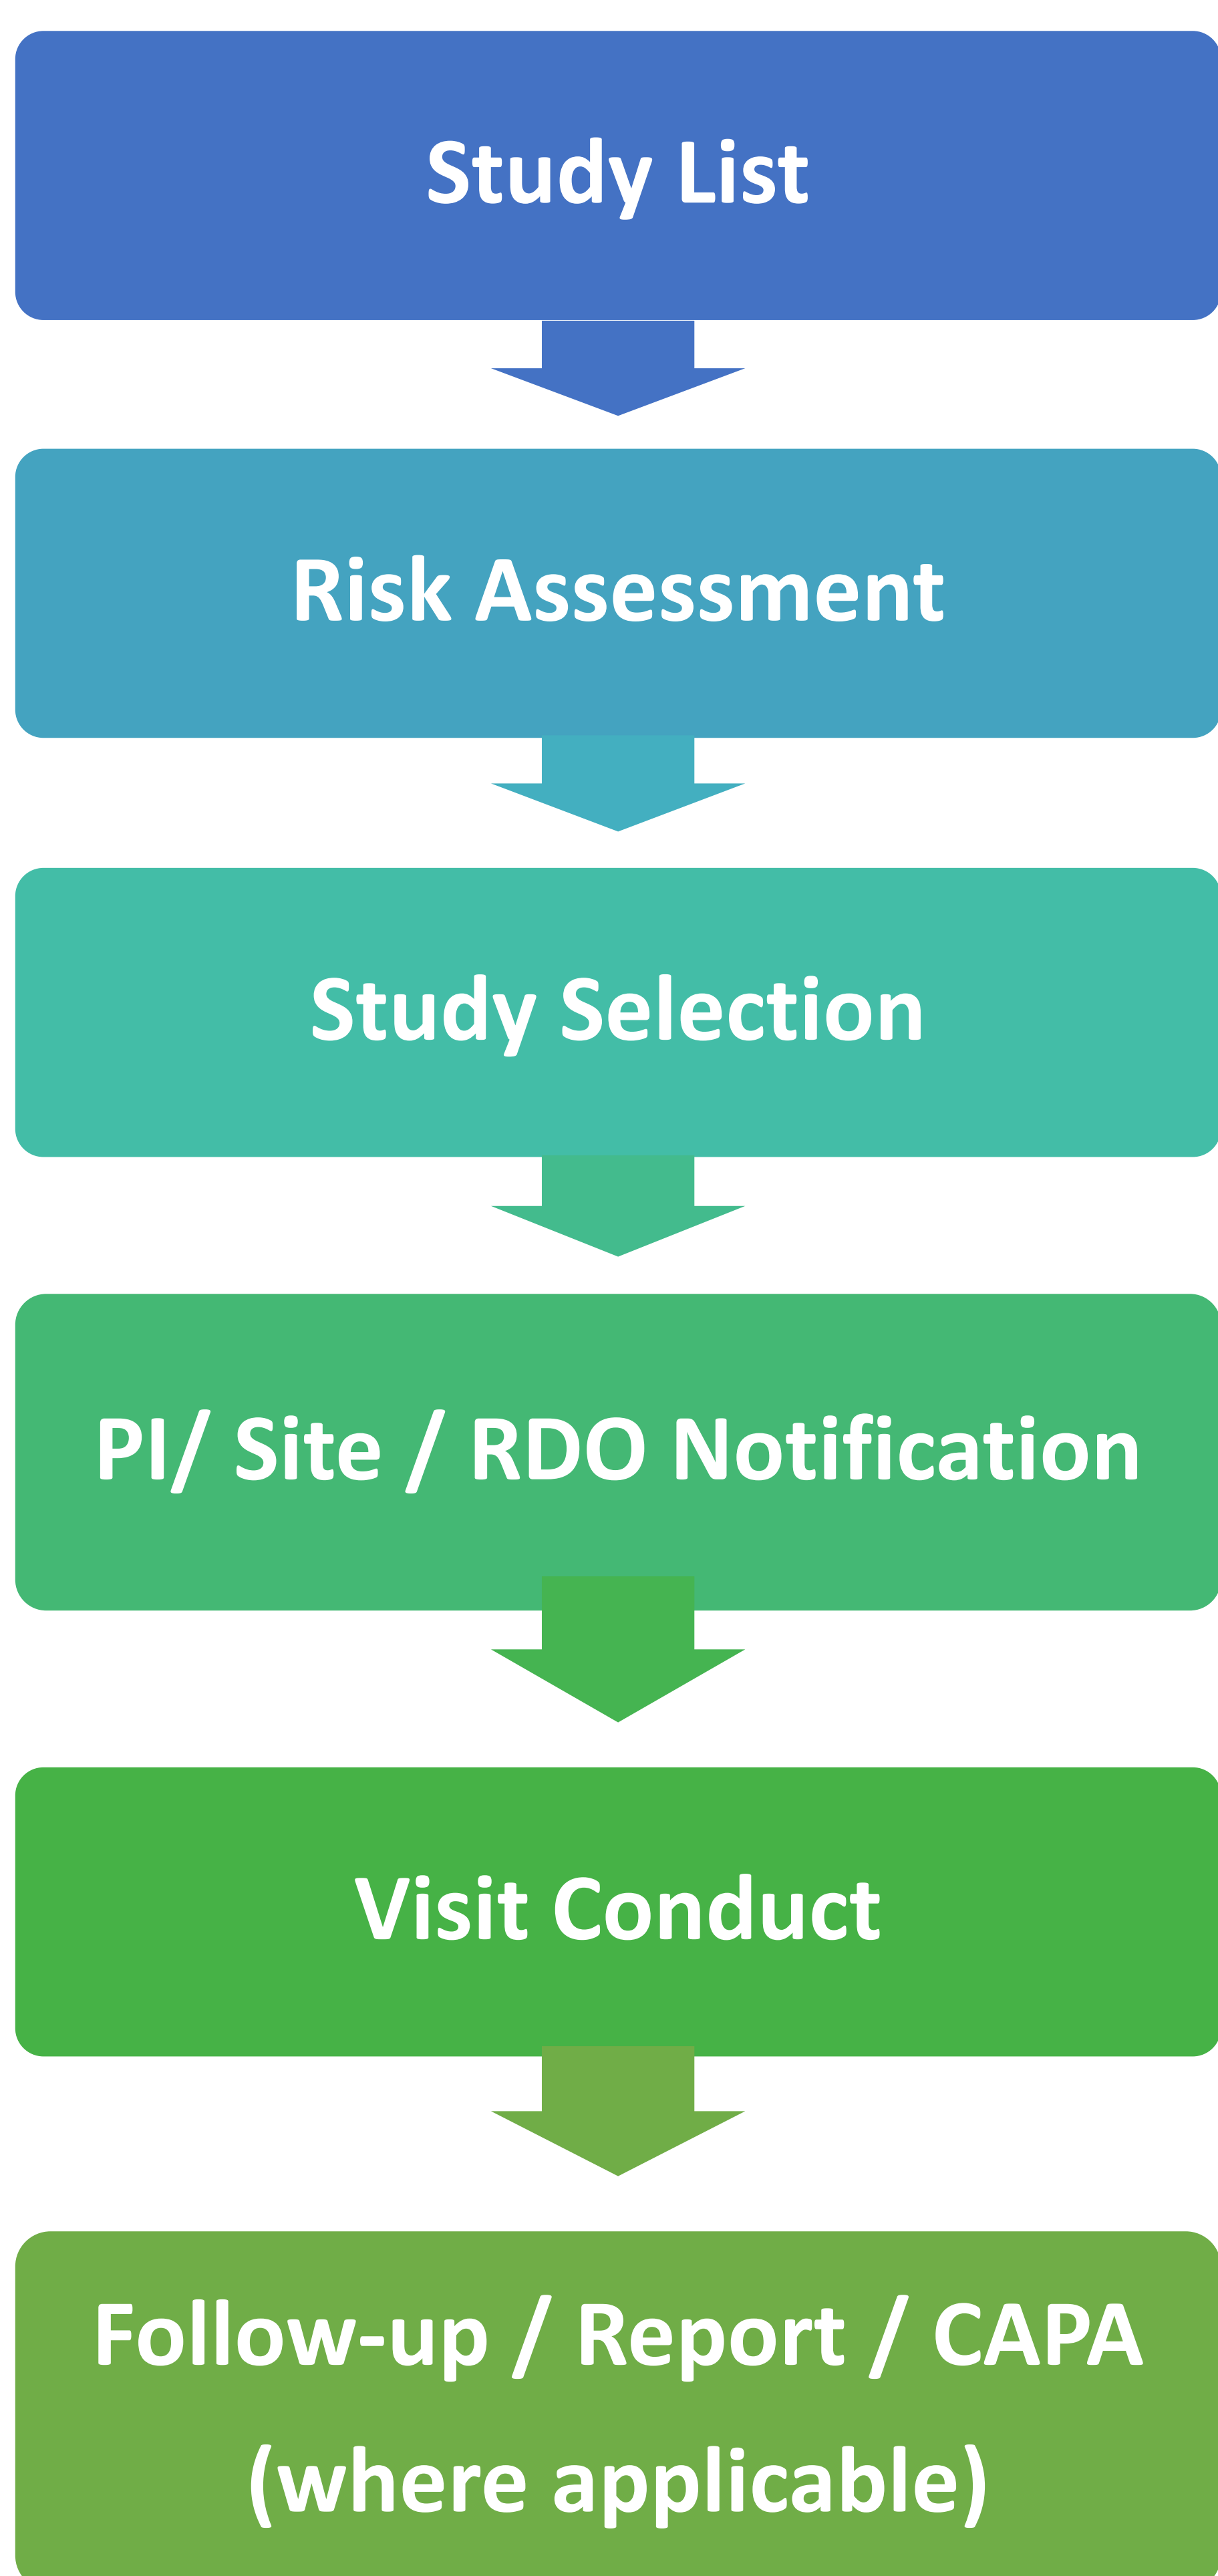 Study List
Risk Assessment
Study Selection
PI/ Site / RDO Notification
Visit Conduct
Follow-up / Report / CAPA
(where applicable)